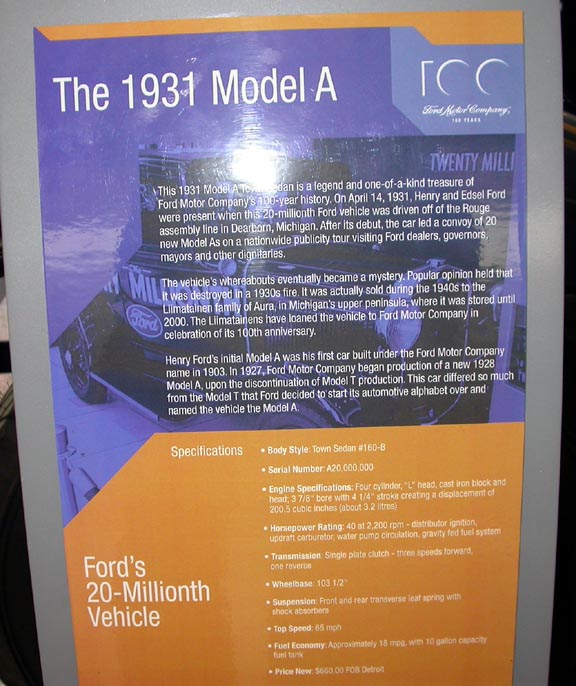 The 1931 Model A
100
Ford Motor Company,
100 YEARS
TWENTY MILLI
This 1931 Model A Town Sedan is a legend and one-of-a-kind treasure of
Ford Motor Company's 100-year history. On April 14, 1931, Henry and Edsel Ford
were present when this 20-millionth Ford vehicle was driven off of the Rouge
assembly line in Dearborn, Michigan. After its debut, the car led a convoy of 20
new Model As on a nationwide publicity tour visiting Ford dealers, governors,
mayors and other dignitaries.
The vehicle's whereabouts eventually became a mystery. Popular opinion held that
it was destroyed in a 1930s fire. It was actually sold during the 1940s to the
Liimatainen family of Aura, in Michigan's upper peninsula, where it was stored until
2000. The Liimatainens have loaned the vehicle to Ford Motor Company in
celebration of its 100th anniversary.
Ford
Henry Ford's initial Model A was his first car built under the Ford Motor Company
name in 1903. In 1927, Ford Motor Company began production of a new 1928
Model A, upon the discontinuation of Model T production. This car differed so much
from the Model T that Ford decided to start its automotive alphabet over and
named the vehicle the Model A.
Specifications
• Body Style: Town Sedan #160-B
• Serial Number: A20,000,000
• Engine Specifications: Four cylinder, "L" head, cast iron block and
head; 3 7/8" bore with 4 1/4" stroke creating a displacement of
200.5 cubic inches (about 3.2 litres)
• Horsepower Rating: 40 at 2,200 rpm - distributor ignition,
updraft carburetor, water pump circulation, gravity fed fuel system
• Transmission: Single plate clutch - three speeds forward,
one reverse
• Wheelbase: 103 1/2"
• Suspension: Front and rear transverse leaf spring with
shock absorbers
• Top Speed: 65 mph
• Fuel Economy: Approximately 18 mpg, with 10 gallon capacity
fuel tank
• Price New: $660.00 FOB Detroit
Ford's
20-Millionth
Vehicle